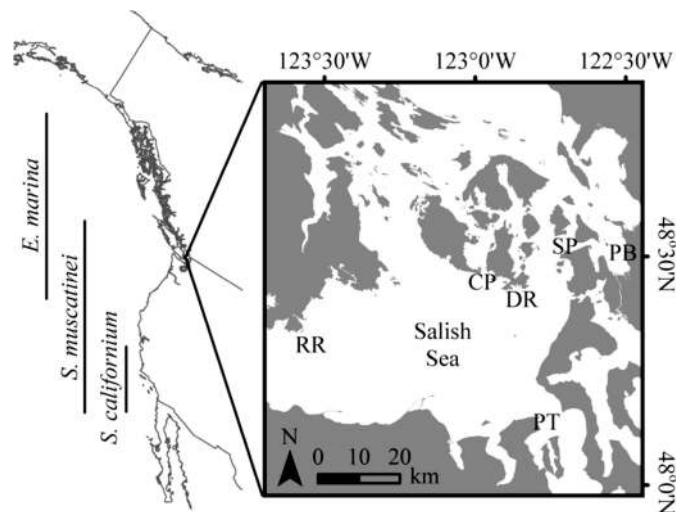 123°30'W 123°0'W 122°30'W
E. marina
S. muscatinei
S. californium
SP PB
48°30'N
CP
DR
RR
Salish
Sea
PT
N
0 10 20
km
48°0'N